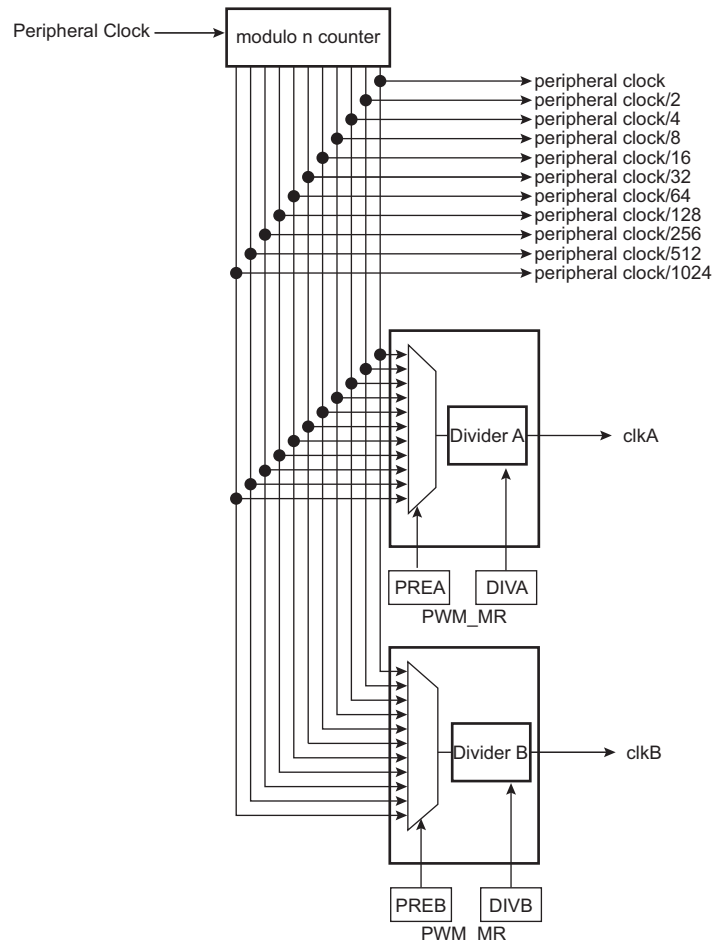 Peripheral Clock
modulo n counter
peripheral clock
peripheral clock/2
peripheral clock/4
peripheral clock/8
peripheral clock/16
peripheral clock/32
peripheral clock/64
peripheral clock/128
peripheral clock/256
peripheral clock/512
peripheral clock/1024
Divider A
clkA
PREA
DIVA
PWM_MR
Divider B
clkB
PREB
DIVB
PWM_MR